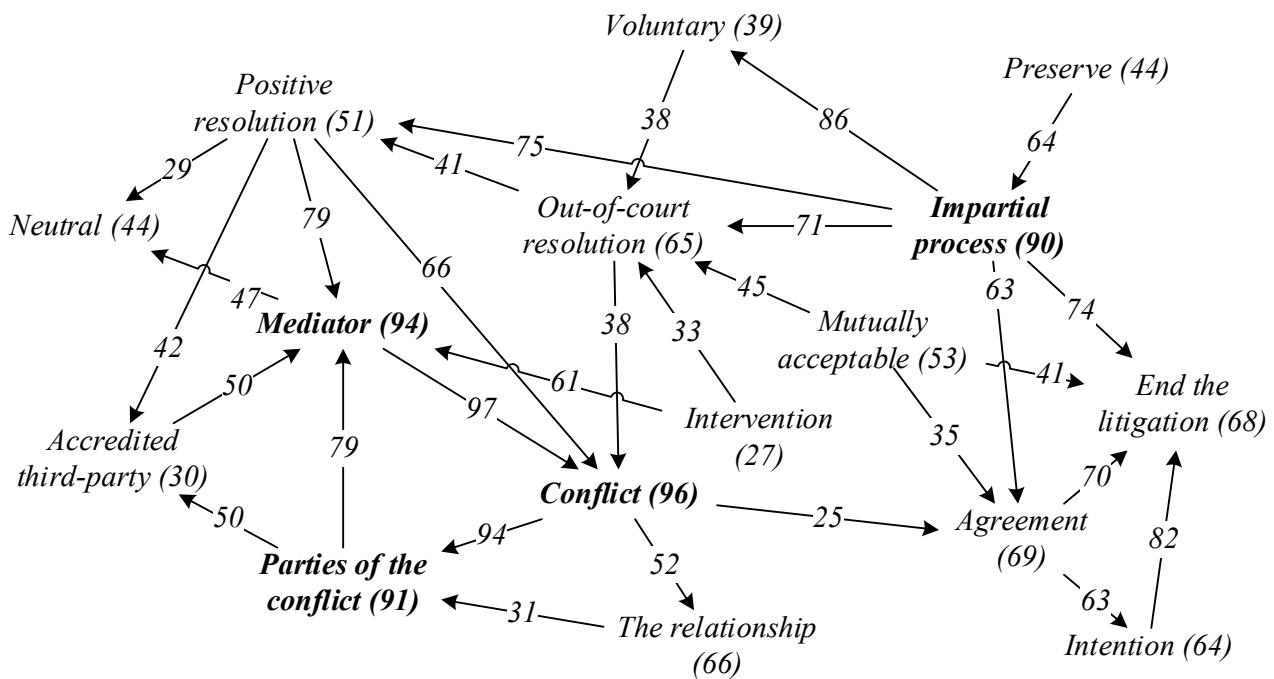 Voluntary (39)
Preserve (44)
Positive
resolution (51)
38
86
64
75
41
29
Neutral (44)
79
Out-of-court
resolution (65)
71
Impartial
process (90)
66
47
45
63
74
Mediator (94)
38
33
Mutually
acceptable (53)
42
50
61
41
97
End the
litigation (68)
Accredited
third-party (30)
79
Intervention
(27)
35
50
Conflict (96)
70
25
Agreement
(69)
94
82
Parties of the
conflict (91)
52
63
31
The relationship
(66)
Intention (64)